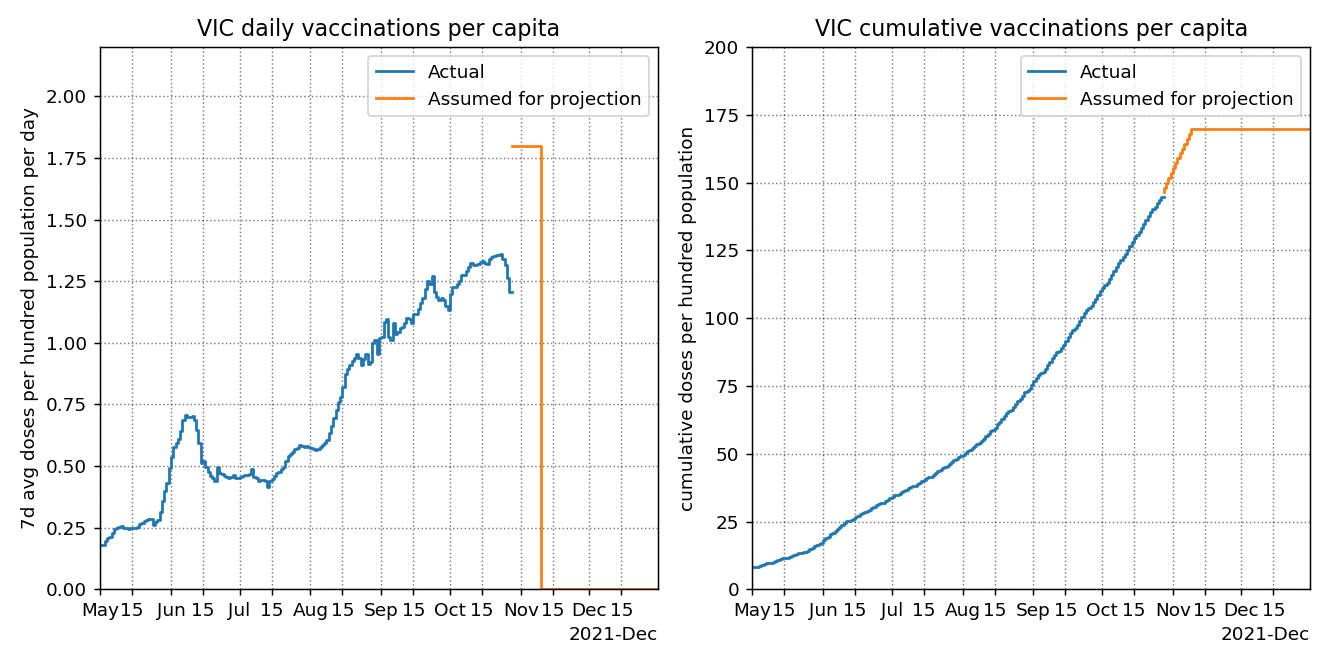 VIC daily vaccinations per capita
7d avg doses per hundred population per day
2.00
1.75
1.50
1.25
1.00
0.75
0.50
0.25
0.00
Actual
Assumed for projection
May 15 Jun 15 Jul 15 Aug 15 Sep 15 Oct 15 Nov 15 Dec 15
2021-Dec
VIC cumulative vaccinations per capita
cumulative doses per hundred population
200
175
150
125
100
75
50
25
0
Actual
Assumed for projection
May 15 Jun 15 Jul 15 Aug 15 Sep 15 Oct 15 Nov 15 Dec 15
2021-Dec